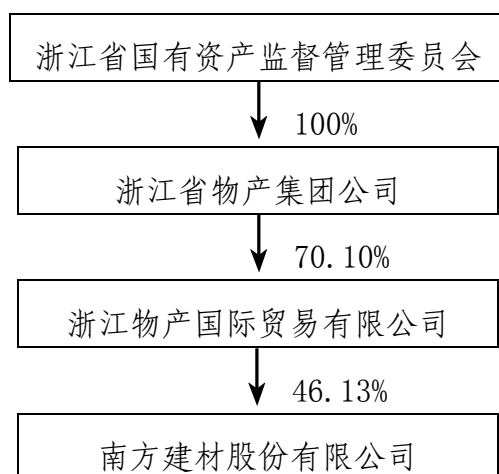 浙江省国有资产监督管理委员会
100%
浙江省物产集团公司
70.10%
浙江物产国际贸易有限公司
46.13%
南方建材股份有限公司